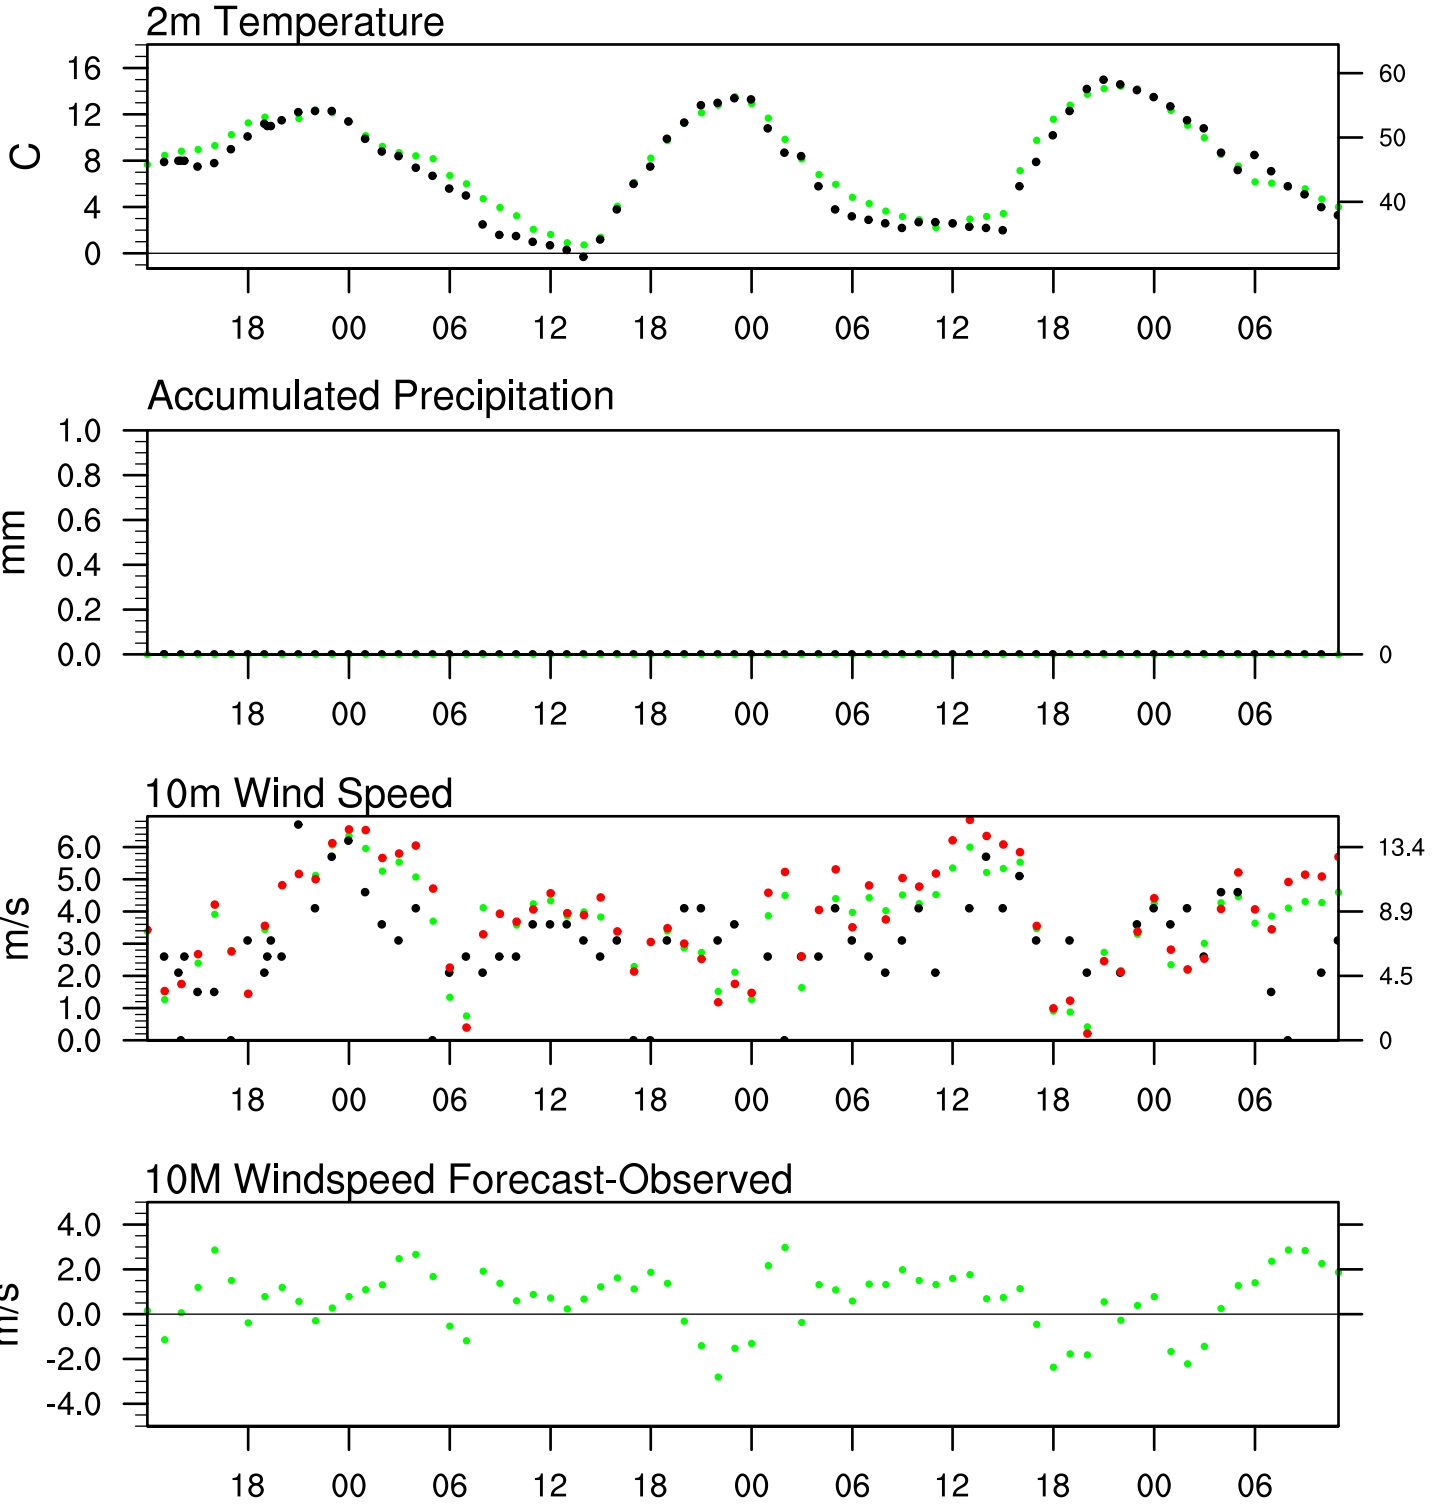 2m Temperature
16
12
8
4
0
C
60
50
40
18 00 06 12 18 00 06 12 18 00 06
Accumulated Precipitation
1.0
0.8
0.6
0.4
0.2
0.0
mm
0
18 00 06 12 18 00 06 12 18 00 06
10m Wind Speed
6.0
5.0
4.0
3.0
2.0
1.0
0.0
m/s
13.4
8.9
4.5
0
18 00 06 12 18 00 06 12 18 00 06
10M Windspeed Forecast-Observed
4.0
2.0
0.0
-2.0
-4.0
m/s
18 00 06 12 18 00 06 12 18 00 06